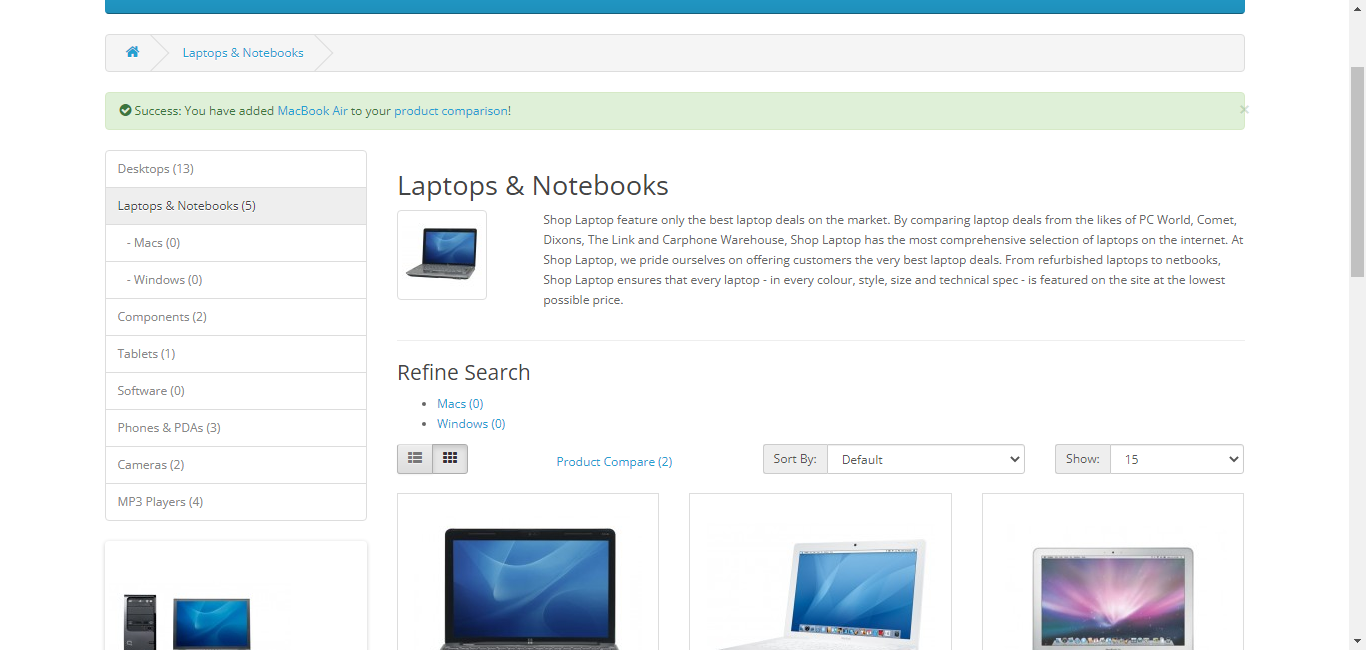 Laptops & Notebooks
Success: You have added MacBook Air to your product comparison!
×
Desktops (13)
Laptops & Notebooks (5)
- Macs (0)
- Windows (0)
Components (2)
Tablets (1)
Software (0)
Phones & PDAs (3)
Cameras (2)
MP3 Players (4)
Laptops & Notebooks
Shop Laptop feature only the best laptop deals on the market. By comparing laptop deals from the likes of PC World, Comet,
Dixons, The Link and Carphone Warehouse, Shop Laptop has the most comprehensive selection of laptops on the internet. At
Shop Laptop, we pride ourselves on offering customers the very best laptop deals. From refurbished laptops to netbooks,
Shop Laptop ensures that every laptop - in every colour, style, size and technical spec - is featured on the site at the lowest
possible price.
Refine Search
Macs (0)
Windows (0)
Product Compare (2)
Sort By: Default
Show: 15